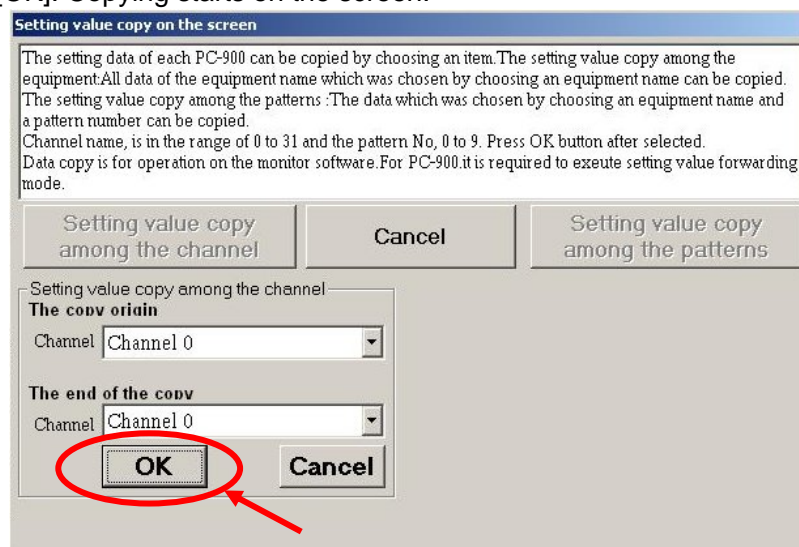 [OK]. Copying starts on the screen.
Setting value copy on the screen
The setting data of each PC-900 can be copied by choosing an item.The setting value copy among the
equipment:All data of the equipment name which was chosen by choosing an equipment name can be copied.
The setting value copy among the patterns :The data which was chosen by choosing an equipment name and
a pattern number can be copied.
Channel name, is in the range of 0 to 31 and the pattern No, 0 to 9. Press OK button after selected.
Data copy is for operation on the monitor software.For PC-900.it is required to exeute setting value forwarding
mode.
Setting value copy
among the channel
Cancel
Setting value copy
among the patterns
Setting value copy among the channel
The copy origin
Channel Channel 0
The end of the copy
Channel Channel 0
OK Cancel